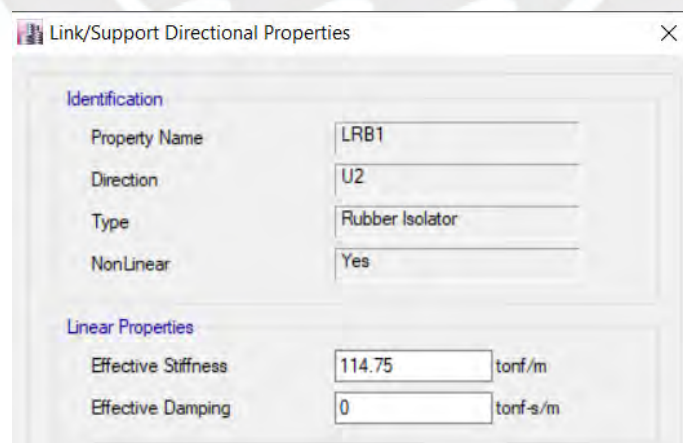 Link/Support Directional Properties
Identification
Property Name LRB1
Direction U2
Type Rubber Isolator
NonLinear Yes
Linear Properties
Effective Stiffness 114.75 tonf/m
Effective Damping 0 tonf-s/m